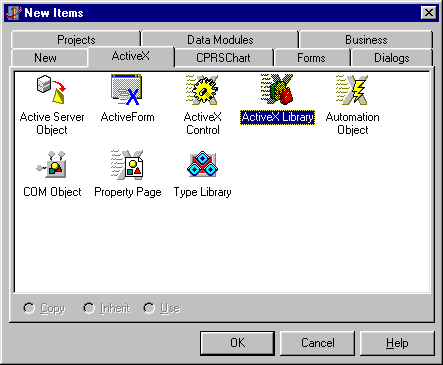 New Items
Projects Data Modules Business
New ActiveX CPRSChart Forms Dialogs
Active Server Object
ActiveForm
ActiveX Control
ActiveX Library
Automation Object
COM Object
Property Page
Type Library
Copy Inherit Use
OK Cancel Help